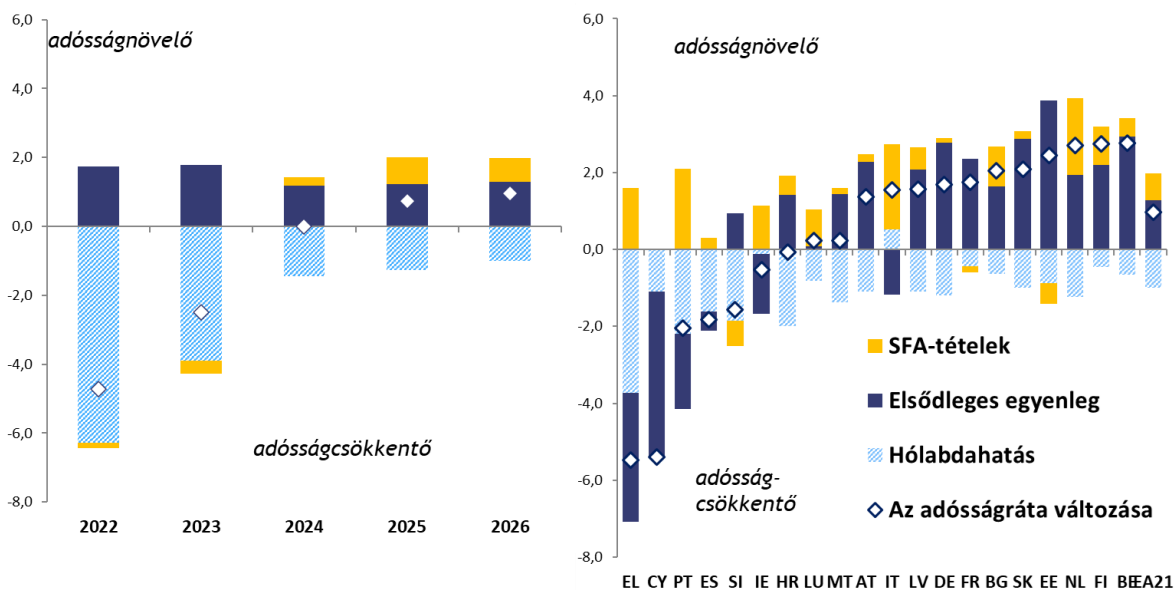 6,0
adósságnövelő
4,0
2,0
0,0
-2,0
-4,0
-6,0
adósságcsökkentő
-8,0
2022 2023 2024 2025 2026
6,0
adósságnövelő
4,0
2,0
0,0
-2,0
-4,0
-6,0
-8,0
SFA-tételek
Elsődleges egyenleg
Hólabdahatás
Az adósságráta változása
adósság-
csökkentő
EL CY PT ES SI IE HR LU MT AT IT LV DE FR BG SK EE NL FI BE EA21